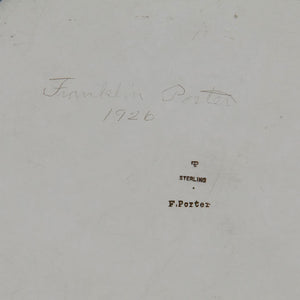 Franklin Porter
1926
T
STERLING
F.Porter